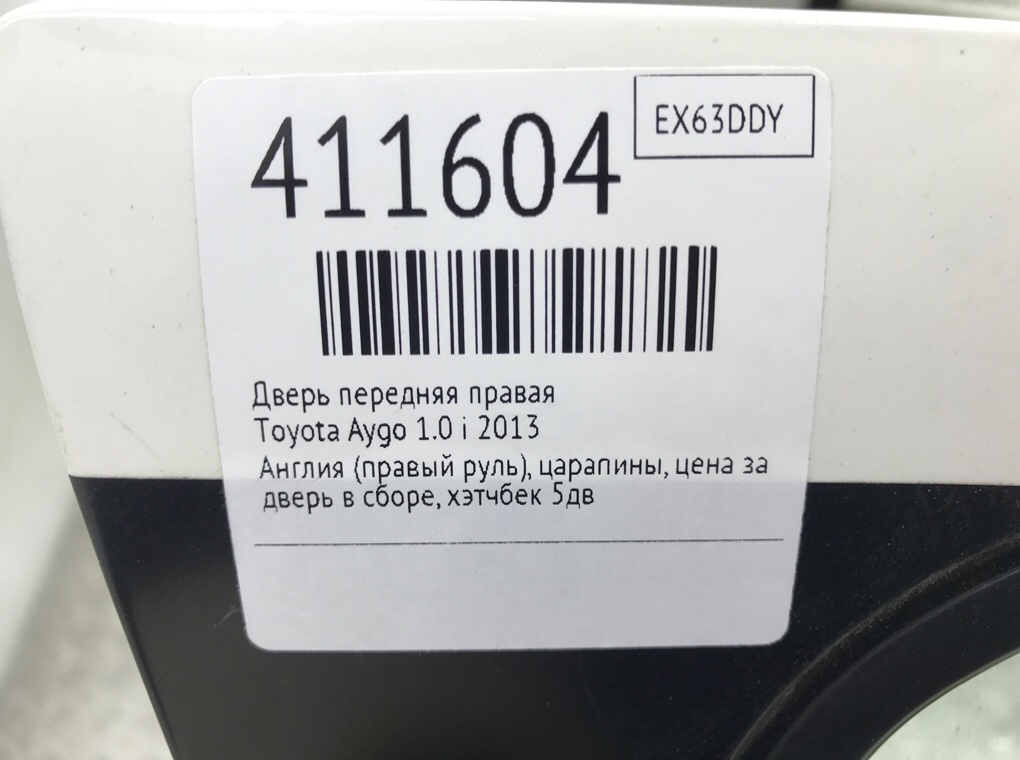 411604
EX63DDY
Дверь передняя правая
Toyota Aygo 1.0 i 2013
Англия (правый руль), царапины, цена за
дверь в сборе, хэтчбек 5дв